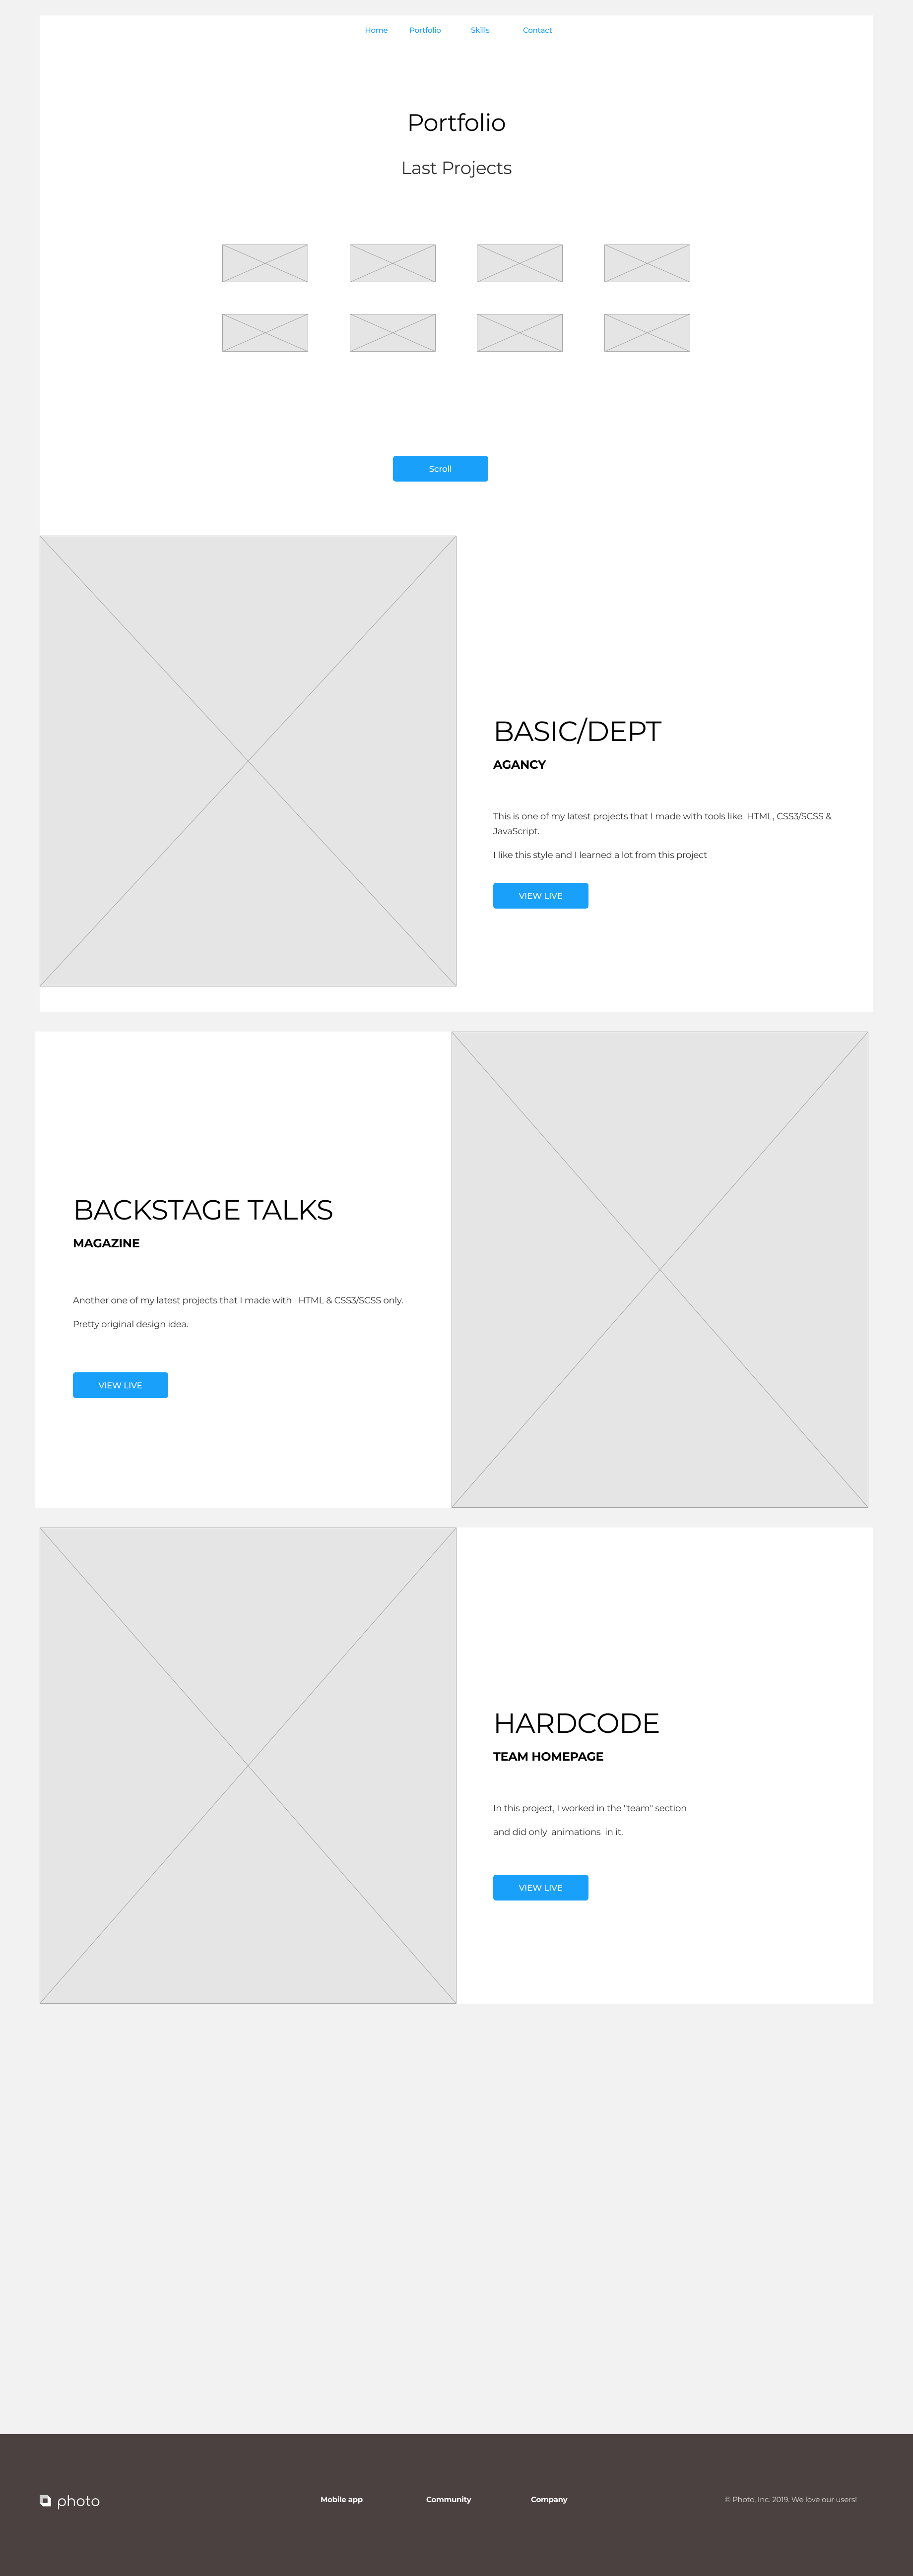 Home Portfolio Skills Contact
Portfolio
Last Projects
Scroll
BASIC/DEPT
AGANCY
This is one of my latest projects that I made with tools like HTML, CSS3/SCSS &
JavaScript.
I like this style and I learned a lot from this project
VIEW LIVE
BACKSTAGE TALKS
MAGAZINE
Another one of my latest projects that I made with HTML & CSS3/SCSS only.
Pretty original design idea.
VIEW LIVE
HARDCODE
TEAM HOMEPAGE
In this project, I worked in the "team" section
and did only animations in it.
VIEW LIVE
photo Mobile app Community Company © Photo, Inc. 2019. We love our users!